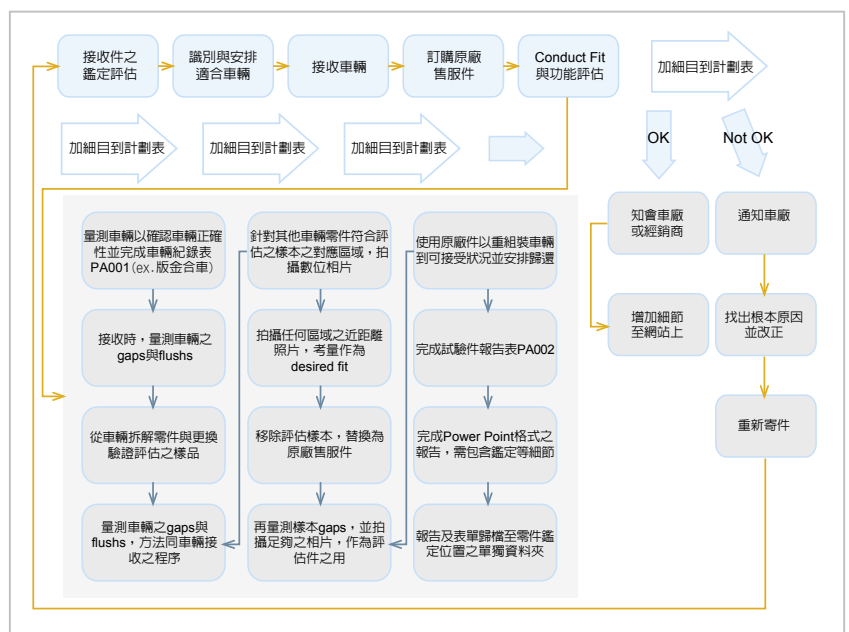 接收件之
鑑定評估
識別與安排
適合車輛
接收車輛
訂購原廠
售服件
Conduct Fit
與功能評估
加細目到計劃表
加細目到計劃表
加細目到計劃表
加細目到計劃表
OK
Not OK
知會車廠
或經銷商
通知車廠
增加細節
至網站上
找出根本原因
並改正
重新寄件
量測車輛以確認車輛正確
性並完成車輛紀錄表
PA001(ex.版金合車)
接收時，量測車輛之
gaps與flushs
從車輛拆解零件與更換
驗證評估之樣品
量測車輛之gaps與
flushs，方法同車輛接
收之程序
針對其他車輛零件符合評
估之樣本之對應區域，拍
攝數位相片
拍攝任何區域之近距離
照片，考量作為
desired fit
移除評估樣本，替換為
原廠售服件
再量測樣本gaps，並拍
攝足夠之相片，作為評
估件之用
使用原廠件以重組裝車輛
到可接受狀況並安排歸還
完成試驗件報告表PA002
完成Power Point格式之
報告，需包含鑑定等細節
報告及表單歸檔至零件鑑
定位置之單獨資料夾